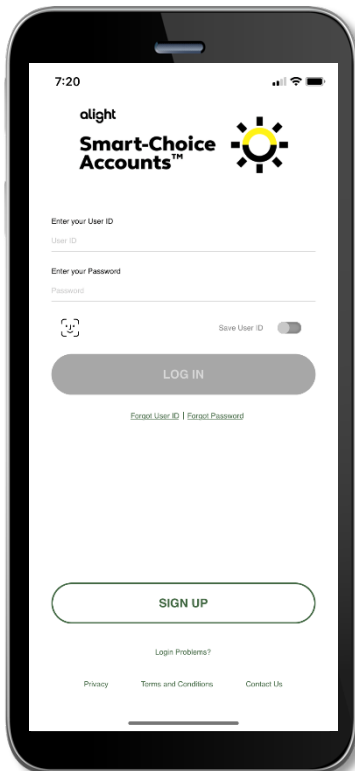 7:20
alight
Smart-Choice
Accounts™
Enter your User ID
User ID
Enter your Password
Password
Save User ID
LOG IN
Forgot User ID | Forgot Password
SIGN UP
Login Problems?
Privacy Terms and Conditions Contact Us